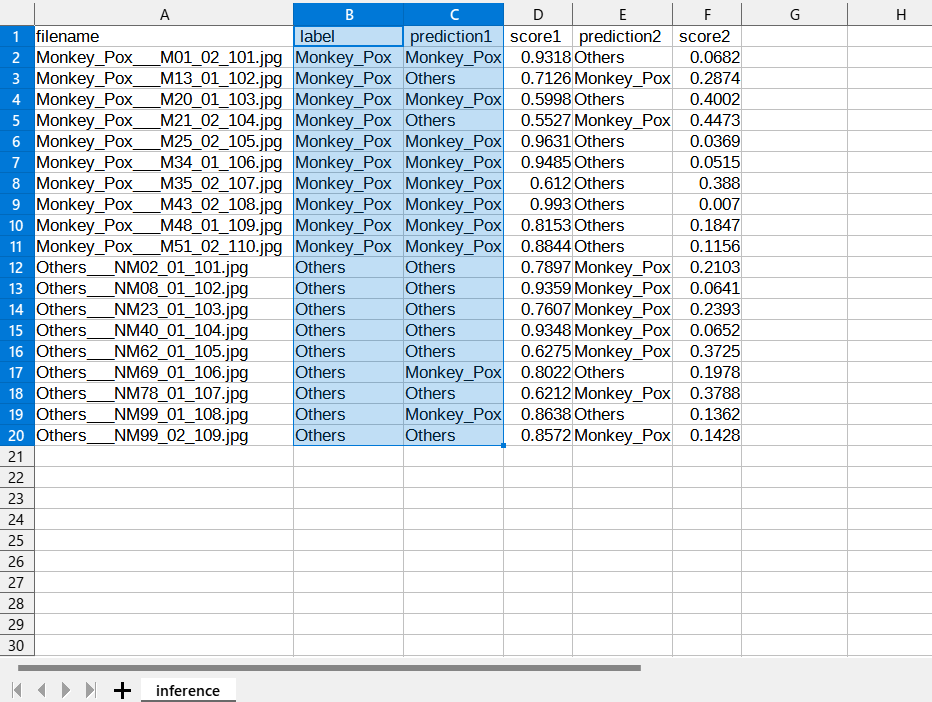 A B C D E F G H
1 filename label prediction1 score1 prediction2 score2
2 Monkey_Pox___M01_02_101.jpg Monkey_Pox Monkey_Pox 0.9318 Others 0.0682
3 Monkey_Pox___M13_01_102.jpg Monkey_Pox Others 0.7126 Monkey_Pox 0.2874
4 Monkey_Pox___M20_01_103.jpg Monkey_Pox Monkey_Pox 0.5998 Others 0.4002
5 Monkey_Pox___M21_02_104.jpg Monkey_Pox Others 0.5527 Monkey_Pox 0.4473
6 Monkey_Pox___M25_02_105.jpg Monkey_Pox Monkey_Pox 0.9631 Others 0.0369
7 Monkey_Pox___M34_01_106.jpg Monkey_Pox Monkey_Pox 0.9485 Others 0.0515
8 Monkey_Pox___M35_02_107.jpg Monkey_Pox Monkey_Pox 0.612 Others 0.388
9 Monkey_Pox___M43_02_108.jpg Monkey_Pox Monkey_Pox 0.993 Others 0.007
10 Monkey_Pox___M48_01_109.jpg Monkey_Pox Monkey_Pox 0.8153 Others 0.1847
11 Monkey_Pox___M51_02_110.jpg Monkey_Pox Monkey_Pox 0.8844 Others 0.1156
12 Others___NM02_01_101.jpg Others Others 0.7897 Monkey_Pox 0.2103
13 Others___NM08_01_102.jpg Others Others 0.9359 Monkey_Pox 0.0641
14 Others___NM23_01_103.jpg Others Others 0.7607 Monkey_Pox 0.2393
15 Others___NM40_01_104.jpg Others Others 0.9348 Monkey_Pox 0.0652
16 Others___NM62_01_105.jpg Others Others 0.6275 Monkey_Pox 0.3725
17 Others___NM69_01_106.jpg Others Monkey_Pox 0.8022 Others 0.1978
18 Others___NM78_01_107.jpg Others Others 0.6212 Monkey_Pox 0.3788
19 Others___NM99_01_108.jpg Others Monkey_Pox 0.8638 Others 0.1362
20 Others___NM99_02_109.jpg Others Others 0.8572 Monkey_Pox 0.1428
21
22
23
24
25
26
27
28
29
30
inference